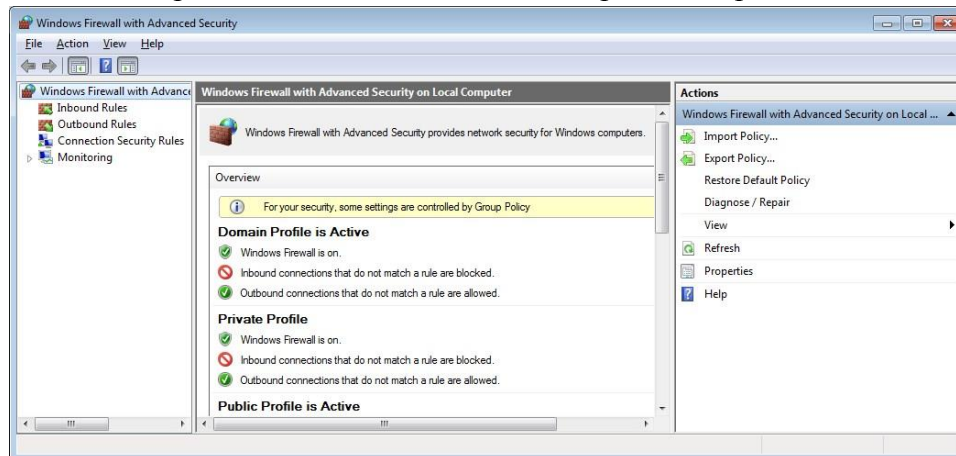 Windows Firewall with Advanced Security
File Action View Help
Windows Firewall with Advance
Inbound Rules
Outbound Rules
Connection Security Rules
Monitoring
Windows Firewall with Advanced Security on Local Computer
Windows Firewall with Advanced Security provides network security for Windows computers.
Overview
For your security, some settings are controlled by Group Policy
Domain Profile is Active
Windows Firewall is on.
Inbound connections that do not match a rule are blocked.
Outbound connections that do not match a rule are allowed.
Private Profile
Windows Firewall is on.
Inbound connections that do not match a rule are blocked.
Outbound connections that do not match a rule are allowed.
Public Profile is Active
Actions
Windows Firewall with Advanced Security on Local ...
Import Policy...
Export Policy...
Restore Default Policy
Diagnose / Repair
View
Refresh
Properties
Help